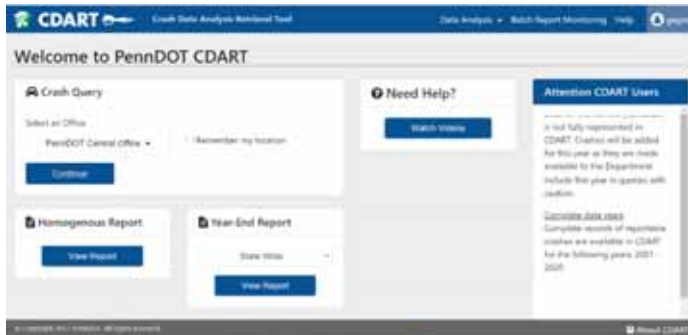 CDART
Crash Data Analysis Retrieval Tool
Data Analysis
Batch Report Monitoring
Help
Welcome to PennDOT CDART
Crash Query
Select an Office
PennDOT Central Office
Remember my location
Continue
Need Help?
Watch Videos
Attention CDART Users
is not fully represented in
CDART. Crashes will be added
for this year as they are made
available to the Department
include this year in queries with
caution.
Complete data years
Complete records of reportable
crashes are available in CDART
for the following years: 2001 -
2020
Homogenous Report
View Report
Year-End Report
State Wide
View Report
About CDART